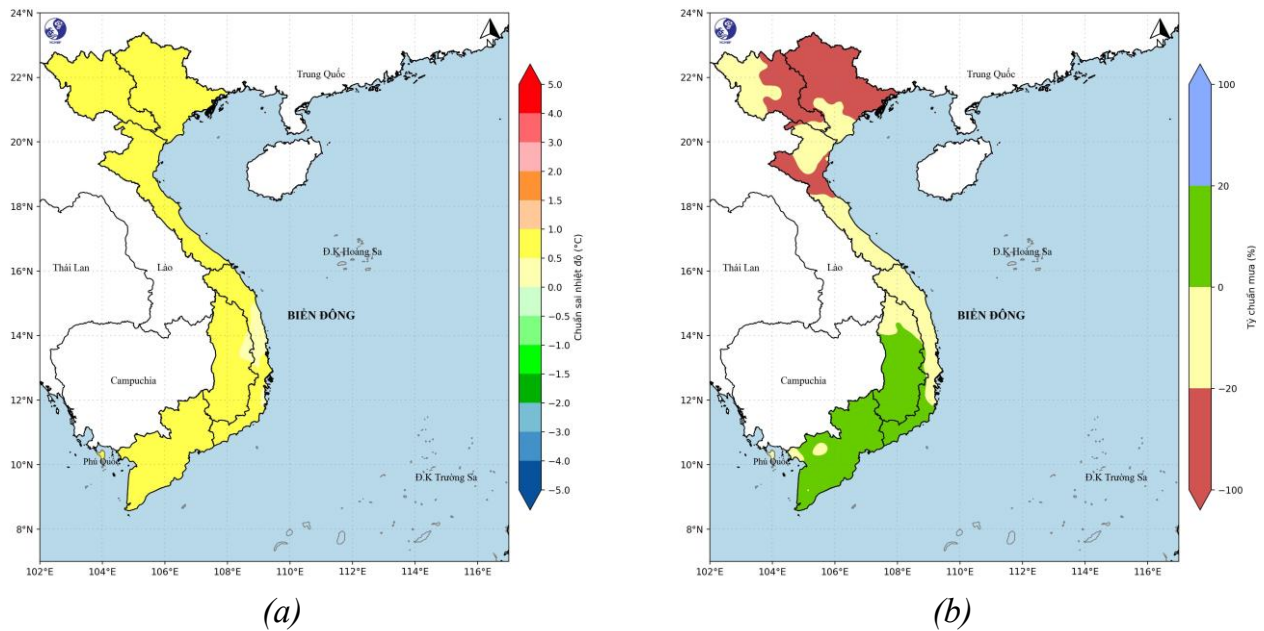 24°N
22°N
20°N
18°N
16°N
14°N
12°N
10°N
8°N
102°E 104°E 106°E 108°E 110°E 112°E 114°E 116°E
N
Trung Quốc
Đ.K Hoàng Sa
Thái Lan
Lào
BIỂN ĐÔNG
Campuchia
Phú Quốc
Đ.K Trường Sa
5.0
4.0
3.0
2.0
1.5
1.0
0.5
0.0
−0.5
−1.0
−1.5
−2.0
−3.0
−4.0
−5.0
Chuẩn sai nhiệt độ (°C)
(a)
24°N
22°N
20°N
18°N
16°N
14°N
12°N
10°N
8°N
102°E 104°E 106°E 108°E 110°E 112°E 114°E 116°E
N
Trung Quốc
Đ.K Hoàng Sa
Thái Lan
Lào
BIỂN ĐÔNG
Campuchia
Phú Quốc
Đ.K Trường Sa
100
20
0
−20
−100
Tỷ chuẩn mưa (%)
(b)